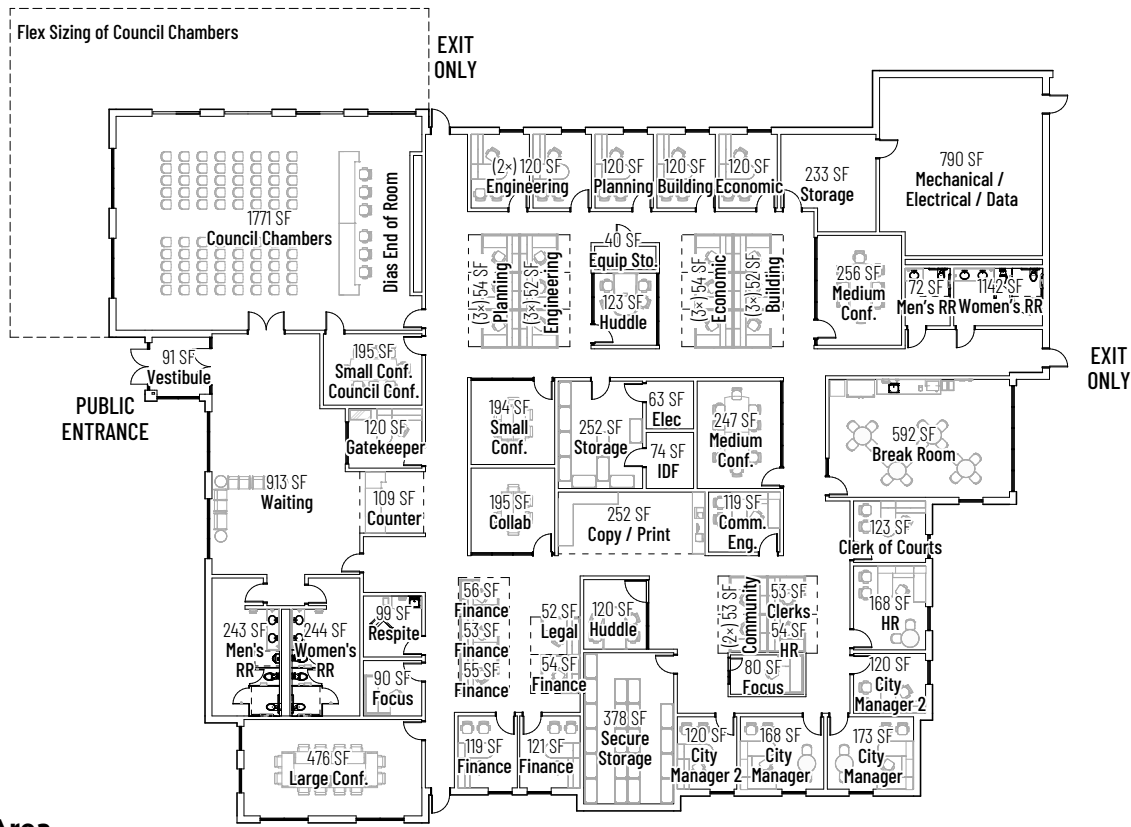 Flex Sizing of Council Chambers
EXIT
ONLY
1771 SF
Council Chambers
Dias End of Room
(2×) 120 SF
Engineering
120 SF
Planning
120 SF
Building
120 SF
Economic
233 SF
Storage
790 SF
Mechanical /
Electrical / Data
(3×) 54 SF
Planning
(3×) 52 SF
Engineering
40 SF
Equip Sto.
123 SF
Huddle
(3×) 54 SF
Economic
(3×) 52 SF
Building
256 SF
Medium
Conf.
72 SF
Men's RR
1142 SF
Women's RR
EXIT
ONLY
91 SF
Vestibule
PUBLIC
ENTRANCE
195 SF
Small Conf.
Council Conf.
120 SF
Gatekeeper
913 SF
Waiting
109 SF
Counter
194 SF
Small
Conf.
252 SF
Storage
63 SF
Elec
74 SF
IDF
247 SF
Medium
Conf.
592 SF
Break Room
195 SF
Collab
252 SF
Copy / Print
119 SF
Comm.
Eng.
123 SF
Clerk of Courts
168 SF
HR
243 SF
Men's
RR
244 SF
Women's
RR
99 SF
Respite
90 SF
Focus
56 SF
Finance
53 SF
Finance
55 SF
Finance
52 SF
Legal
54 SF
Finance
120 SF
Huddle
(2×) 53 SF
Community
53 SF
Clerks
54 SF
HR
80 SF
Focus
120 SF
City
Manager 2
476 SF
Large Conf.
119 SF
Finance
121 SF
Finance
378 SF
Secure
Storage
120 SF
City
Manager 2
168 SF
City
Manager
173 SF
City
Manager